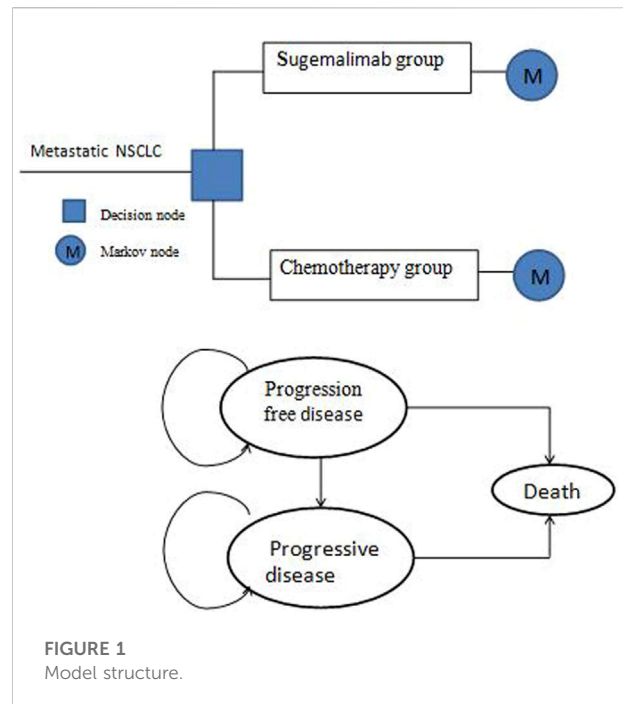 Sugemalimab group
M
Metastatic NSCLC
Decision node
M
Markov node
Chemotherapy group
M
Progression
free disease
Death
Progressive
disease
FIGURE 1
Model structure.